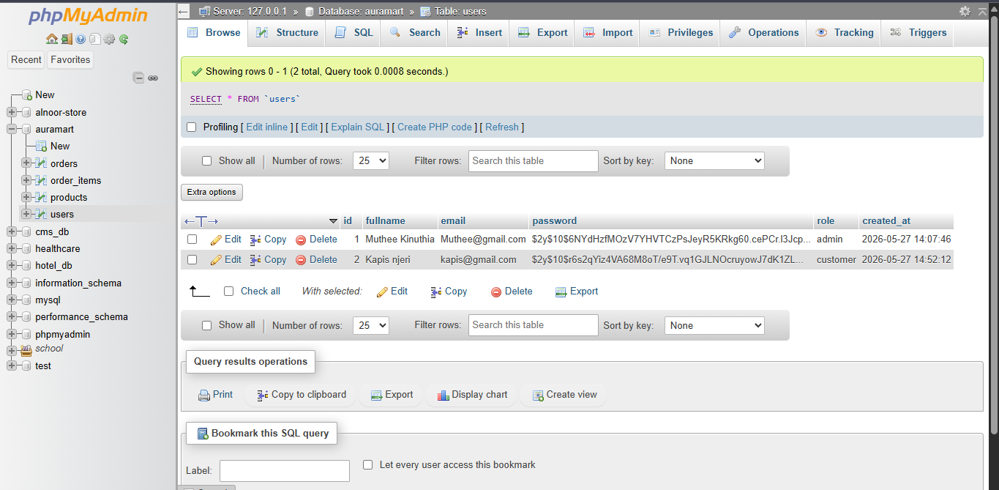 phpMyAdmin
Recent Favorites
New
alnoor-store
auramart
New
orders
order_items
products
users
cms_db
healthcare
hotel_db
information_schema
mysql
performance_schema
phpmyadmin
school
test
Server: 127.0.0.1 » Database: auramart » Table: users
Browse Structure SQL Search Insert Export Import Privileges Operations Tracking Triggers
Showing rows 0 - 1 (2 total, Query took 0.0008 seconds.)
SELECT * FROM `users`
Profiling [ Edit inline ] [ Edit ] [ Explain SQL ] [ Create PHP code ] [ Refresh ]
Show all Number of rows: 25 Filter rows: Search this table Sort by key: None
Extra options
←T→ id fullname email password role created_at
Edit Copy Delete 1 Muthee Kinuthia Muthee@gmail.com $2y$10$6NYdHzfMOzV7YHVTCzPsJeyR5KRkg60.cePCr.l3Jcp... admin 2026-05-27 14:07:46
Edit Copy Delete 2 Kapis njeri kapis@gmail.com $2y$10$r6s2qYiz4VA68M8oT/e9T.vq1GJLNOcruyowJ7dK1ZL... customer 2026-05-27 14:52:12
Check all With selected: Edit Copy Delete Export
Show all Number of rows: 25 Filter rows: Search this table Sort by key: None
Query results operations
Print Copy to clipboard Export Display chart Create view
Bookmark this SQL query
Label: Let every user access this bookmark